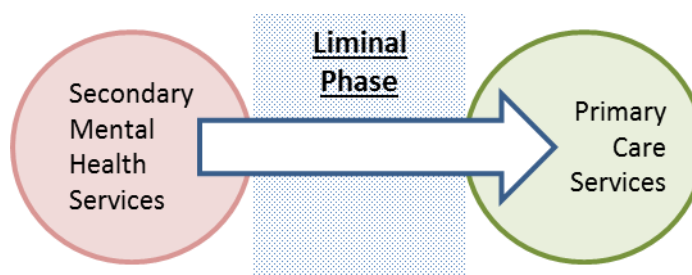 Secondary
Mental
Health
Services
Liminal
Phase
Primary
Care
Services